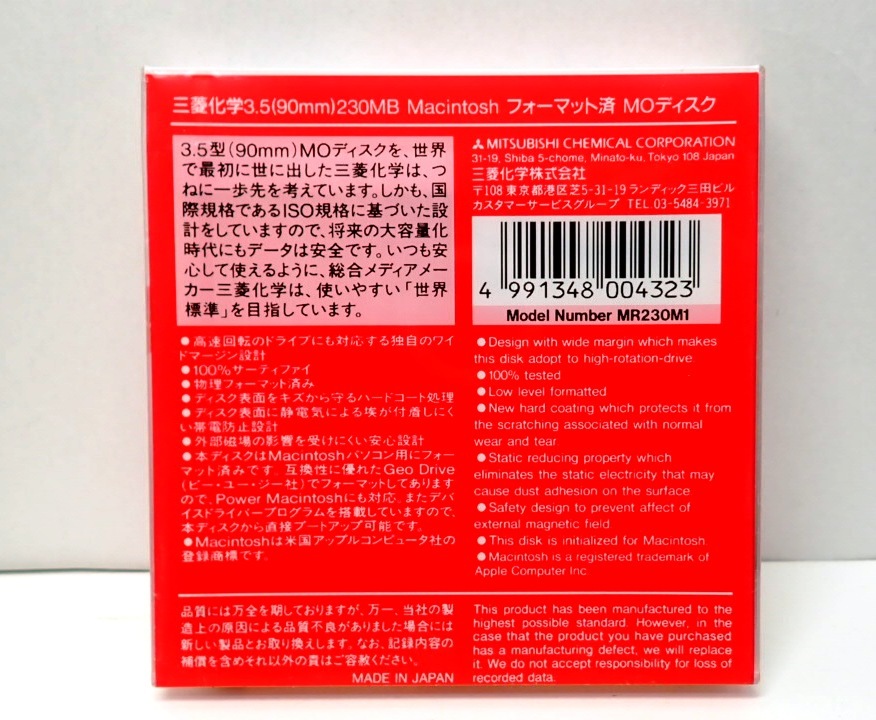 三菱化学3.5(90mm)230MB Macintosh フォーマット済 MOディスク
3.5型(90mm)MOディスクを、世界
で最初に世に出した三菱化学は、つ
ねに一歩先を考えています。しかも、国
際規格であるISO規格に基づいた設
計をしていますので、将来の大容量化
時代にもデータは安全です。いつも安
心して使えるように、総合メディアメー
カー三菱化学は、使いやすい「世界
標準」を目指しています。
●高速回転のドライブにも対応する独自のワイ
ドマージン設計
●100%サーティファイ
●物理フォーマット済み
●ディスク表面をキズから守るハードコート処理
●ディスク表面に静電気による埃が付着しにく
い帯電防止設計
●外部磁場の影響を受けにくい安心設計
●本ディスクはMacintoshパソコン用にフォー
マット済みです。互換性に優れたGeo Drive
(ビー・ユー・ジー社)でフォーマットしてあります
ので、Power Macintoshにも対応、またデバ
イスドライバープログラムを搭載していますので、
本ディスクから直接ブートアップ可能です。
●Macintoshは米国アップルコンピュータ社の
登録商標です。
MITSUBISHI CHEMICAL CORPORATION
31-19, Shiba 5-chome, Minato-ku, Tokyo 108 Japan
三菱化学株式会社
〒108 東京都港区芝5-31-19 ランディック三田ビル
カスタマーサービスグループ TEL.03-5484-3971
4 991348 004323
Model Number MR230M1
●Design with wide margin which makes
this disk adopt to high-rotation-drive.
●100% tested
●Low level formatted
●New hard coating which protects it from
the scratching associated with normal
wear and tear
●Static reducing property which
eliminates the static electricity that may
cause dust adhesion on the surface.
●Safety design to prevent affect of
external magnetic field
●This disk is initialized for Macintosh.
●Macintosh is a registered trademark of
Apple Computer Inc.
品質には万全を期しておりますが、万一、当社の製
造上の原因による品質不良がありました場合には
新しい製品とお取り換えします。なお、記録内容の
補償を含めそれ以外の責はご容赦ください。
MADE IN JAPAN
This product has been manufactured to the
highest possible standard. However, in the
case that the product you have purchased
has a manufacturing defect, we will replace
it. We do not accept responsibility for loss of
recorded data.